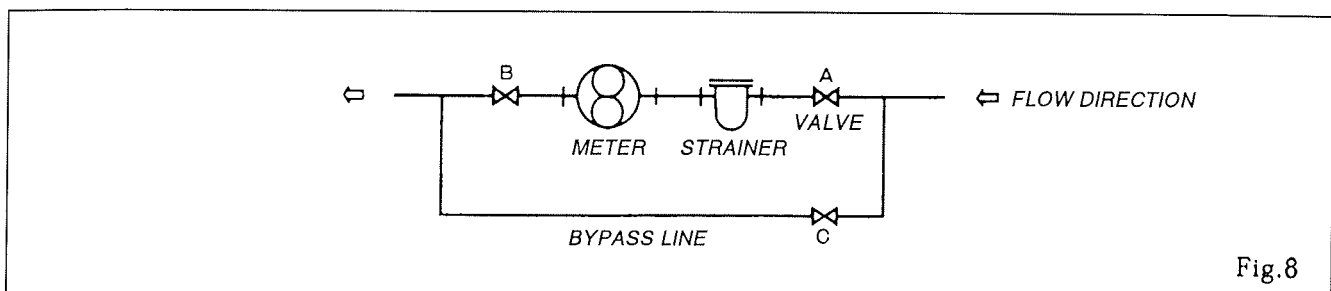 B
A
⇦ FLOW DIRECTION
VALVE
METER
STRAINER
C
BYPASS LINE
Fig.8